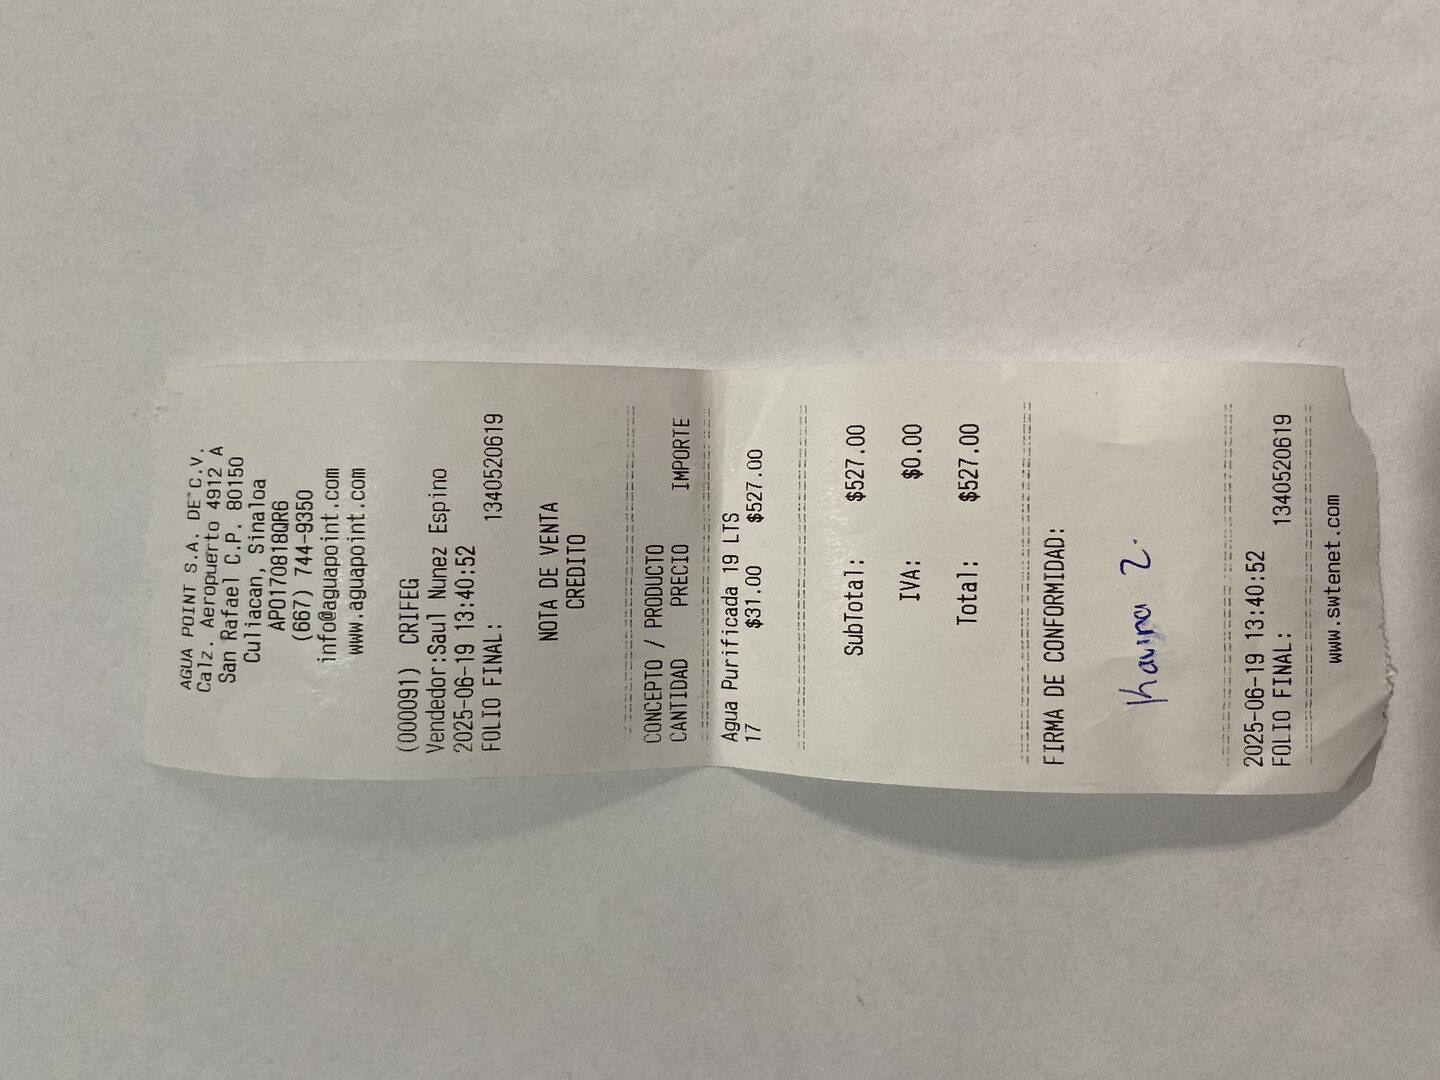 AGUA POINT S.A. DE C.V.
Calz. Aeropuerto 4912 A
San Rafael C.P. 80150
Culiacan, Sinaloa
APO170818QR6
(667) 744-9350
info@aguapoint.com
www.aguapoint.com
(000091) CRIFEG
Vendedor:Saul Nunez Espino
2025-06-19 13:40:52
FOLIO FINAL: 1340520619
NOTA DE VENTA
CREDITO
CONCEPTO / PRODUCTO
CANTIDAD PRECIO IMPORTE
Agua Purificada 19 LTS
17 $31.00 $527.00
SubTotal: $527.00
IVA: $0.00
Total: $527.00
FIRMA DE CONFORMIDAD:
Karina Z.
2025-06-19 13:40:52
FOLIO FINAL: 1340520619
www.swtenet.com